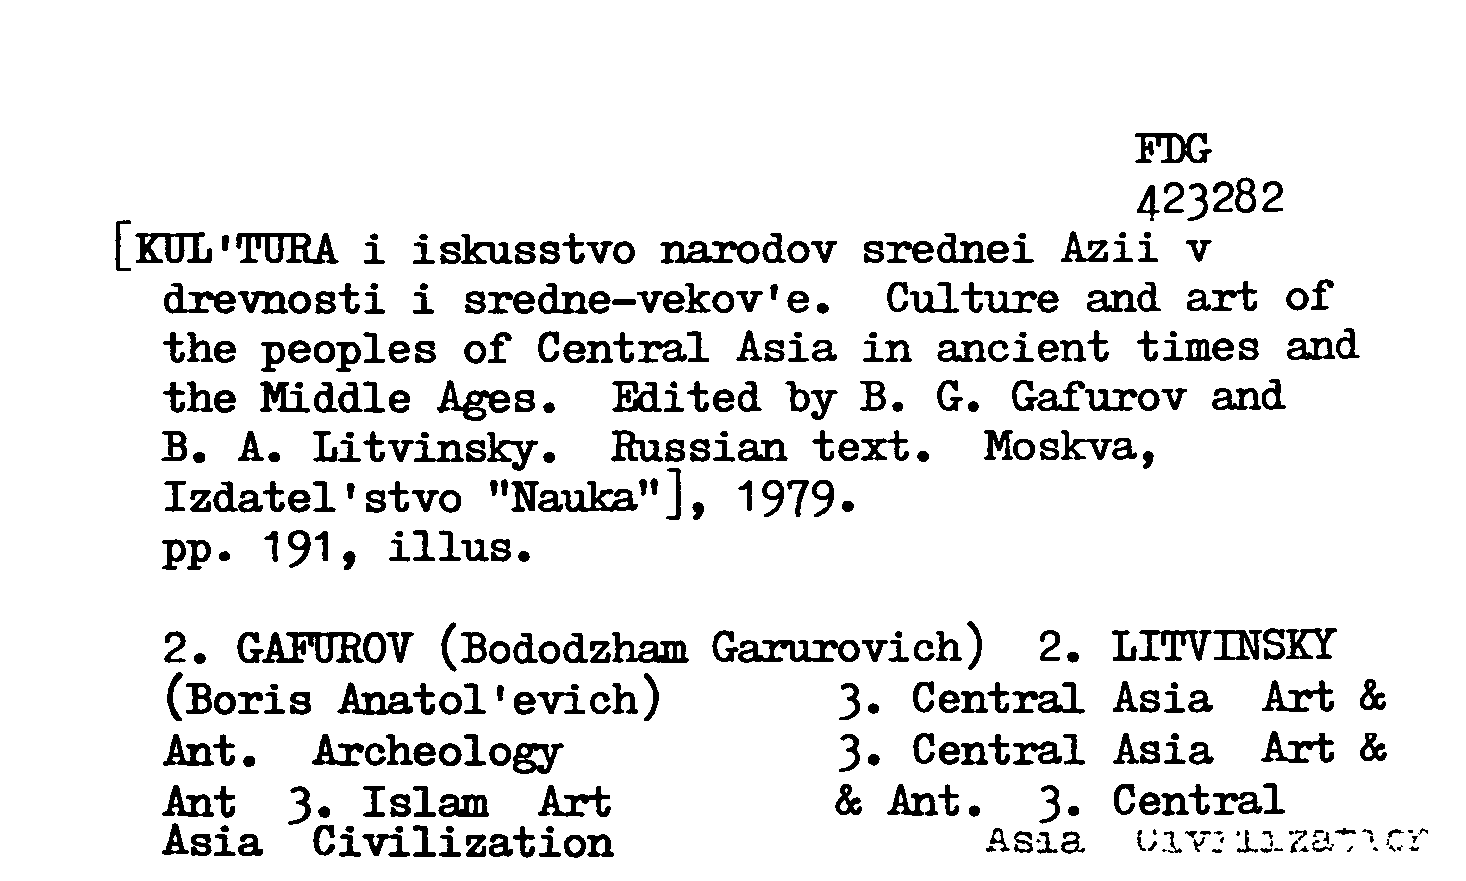 FDG
423282
[KUL'TURA i iskusstvo narodov srednei Azii v
drevnosti i sredne-vekov'e.  Culture and art of
the peoples of Central Asia in ancient times and
the Middle Ages.  Edited by B. G. Gafurov and
B. A. Litvinsky.  Russian text.  Moskva,
Izdatel'stvo "Nauka"], 1979.
pp. 191, illus.
2. GAFUROV (Bododzham Garurovich)  2. LITVINSKY
(Boris Anatol'evich)  3. Central Asia  Art &
Ant.  Archeology  3. Central Asia  Art &
Ant  3. Islam  Art  & Ant.  3. Central
Asia  Civilization  Asia  Civilization